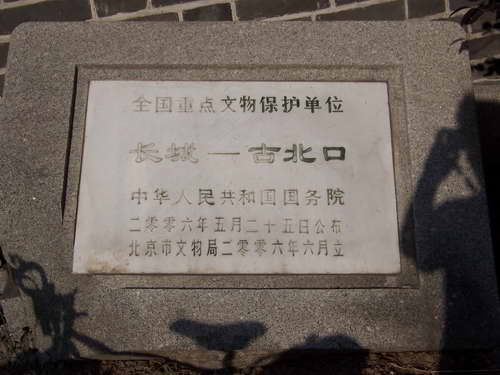 全国重点文物保护单位
长城一古北口
中华人民共和国国务院
二零零六年五月二十五日公布
北京市文物局二零零六年六月立